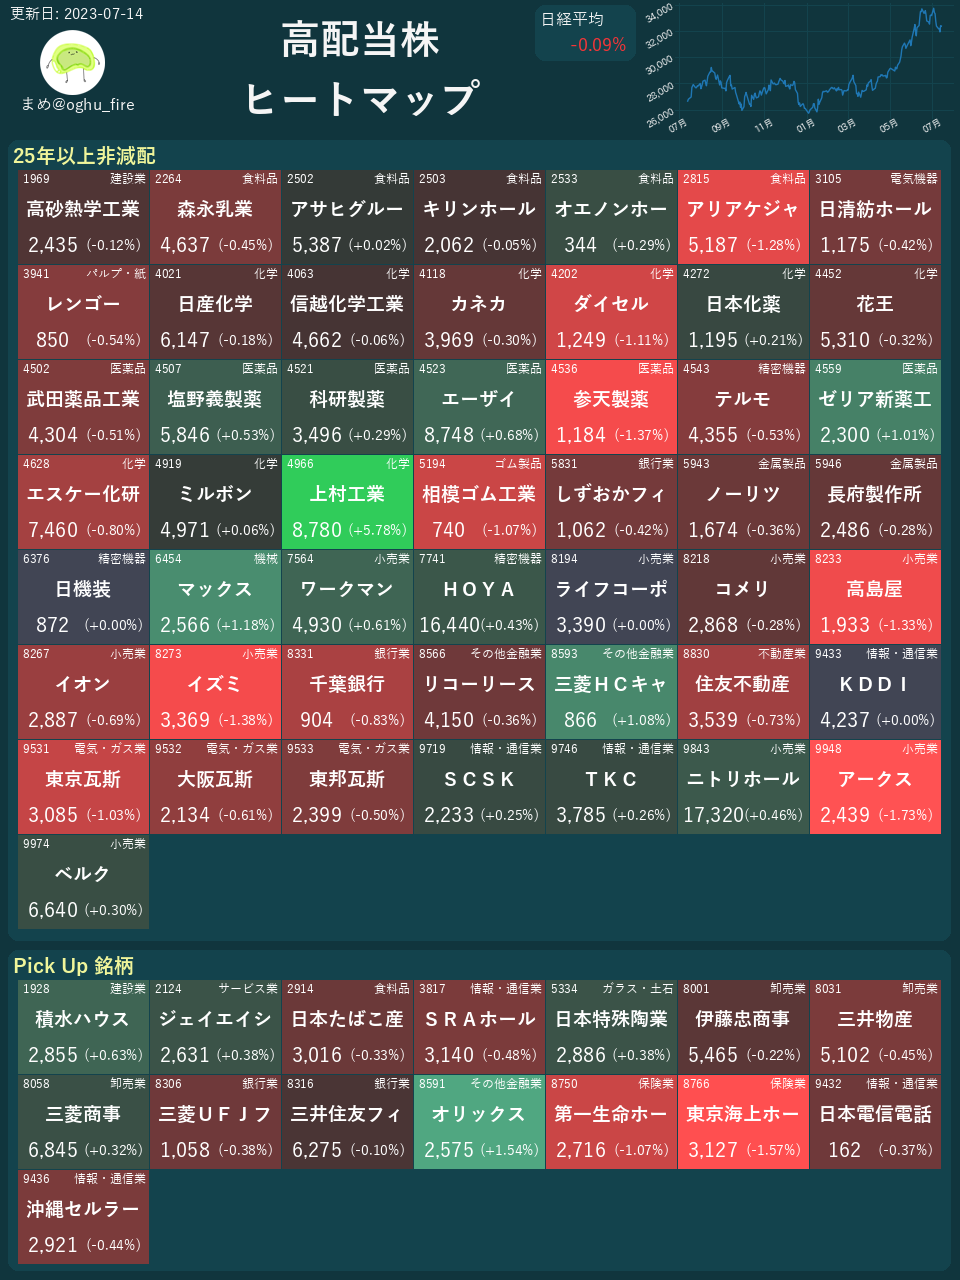 更新日: 2023-07-14
まめ@oghu_fire
高配当株
ヒートマップ
日経平均
-0.09%
34,000
32,000
30,000
28,000
26,000
07月 09月 11月 01月 03月 05月 07月
25年以上非減配
1969 建設業 2264 食料品 2502 食料品 2503 食料品 2533 食料品 2815 食料品 3105 電気機器
高砂熱学工業 森永乳業 アサヒグルー キリンホール オエノンホー アリアケジャ 日清紡ホール
2,435 (-0.12%) 4,637 (-0.45%) 5,387 (+0.02%) 2,062 (-0.05%) 344 (+0.29%) 5,187 (-1.28%) 1,175 (-0.42%)
3941 パルプ・紙 4021 化学 4063 化学 4118 化学 4202 化学 4272 化学 4452 化学
レンゴー 日産化学 信越化学工業 カネカ ダイセル 日本化薬 花王
850 (-0.54%) 6,147 (-0.18%) 4,662 (-0.06%) 3,969 (-0.30%) 1,249 (-1.11%) 1,195 (+0.21%) 5,310 (-0.32%)
4502 医薬品 4507 医薬品 4521 医薬品 4523 医薬品 4536 医薬品 4543 精密機器 4559 医薬品
武田薬品工業 塩野義製薬 科研製薬 エーザイ 参天製薬 テルモ ゼリア新薬工
4,304 (-0.51%) 5,846 (+0.53%) 3,496 (+0.29%) 8,748 (+0.68%) 1,184 (-1.37%) 4,355 (-0.53%) 2,300 (+1.01%)
4628 化学 4919 化学 4966 化学 5194 ゴム製品 5831 銀行業 5943 金属製品 5946 金属製品
エスケー化研 ミルボン 上村工業 相模ゴム工業 しずおかフィ ノーリツ 長府製作所
7,460 (-0.80%) 4,971 (+0.06%) 8,780 (+5.78%) 740 (-1.07%) 1,062 (-0.42%) 1,674 (-0.36%) 2,486 (-0.28%)
6376 精密機器 6454 機械 7564 小売業 7741 精密機器 8194 小売業 8218 小売業 8233 小売業
日機装 マックス ワークマン ＨＯＹＡ ライフコーポ コメリ 高島屋
872 (+0.00%) 2,566 (+1.18%) 4,930 (+0.61%) 16,440(+0.43%) 3,390 (+0.00%) 2,868 (-0.28%) 1,933 (-1.33%)
8267 小売業 8273 小売業 8331 銀行業 8566 その他金融業 8593 その他金融業 8830 不動産業 9433 情報・通信業
イオン イズミ 千葉銀行 リコーリース 三菱ＨＣキャ 住友不動産 ＫＤＤＩ
2,887 (-0.69%) 3,369 (-1.38%) 904 (-0.83%) 4,150 (-0.36%) 866 (+1.08%) 3,539 (-0.73%) 4,237 (+0.00%)
9531 電気・ガス業 9532 電気・ガス業 9533 電気・ガス業 9719 情報・通信業 9746 情報・通信業 9843 小売業 9948 小売業
東京瓦斯 大阪瓦斯 東邦瓦斯 ＳＣＳＫ ＴＫＣ ニトリホール アークス
3,085 (-1.03%) 2,134 (-0.61%) 2,399 (-0.50%) 2,233 (+0.25%) 3,785 (+0.26%) 17,320(+0.46%) 2,439 (-1.73%)
9974 小売業
ベルク
6,640 (+0.30%)
Pick Up 銘柄
1928 建設業 2124 サービス業 2914 食料品 3817 情報・通信業 5334 ガラス・土石 8001 卸売業 8031 卸売業
積水ハウス ジェイエイシ 日本たばこ産 ＳＲＡホール 日本特殊陶業 伊藤忠商事 三井物産
2,855 (+0.63%) 2,631 (+0.38%) 3,016 (-0.33%) 3,140 (-0.48%) 2,886 (+0.38%) 5,465 (-0.22%) 5,102 (-0.45%)
8058 卸売業 8306 銀行業 8316 銀行業 8591 その他金融業 8750 保険業 8766 保険業 9432 情報・通信業
三菱商事 三菱ＵＦＪフ 三井住友フィ オリックス 第一生命ホー 東京海上ホー 日本電信電話
6,845 (+0.32%) 1,058 (-0.38%) 6,275 (-0.10%) 2,575 (+1.54%) 2,716 (-1.07%) 3,127 (-1.57%) 162 (-0.37%)
9436 情報・通信業
沖縄セルラー
2,921 (-0.44%)